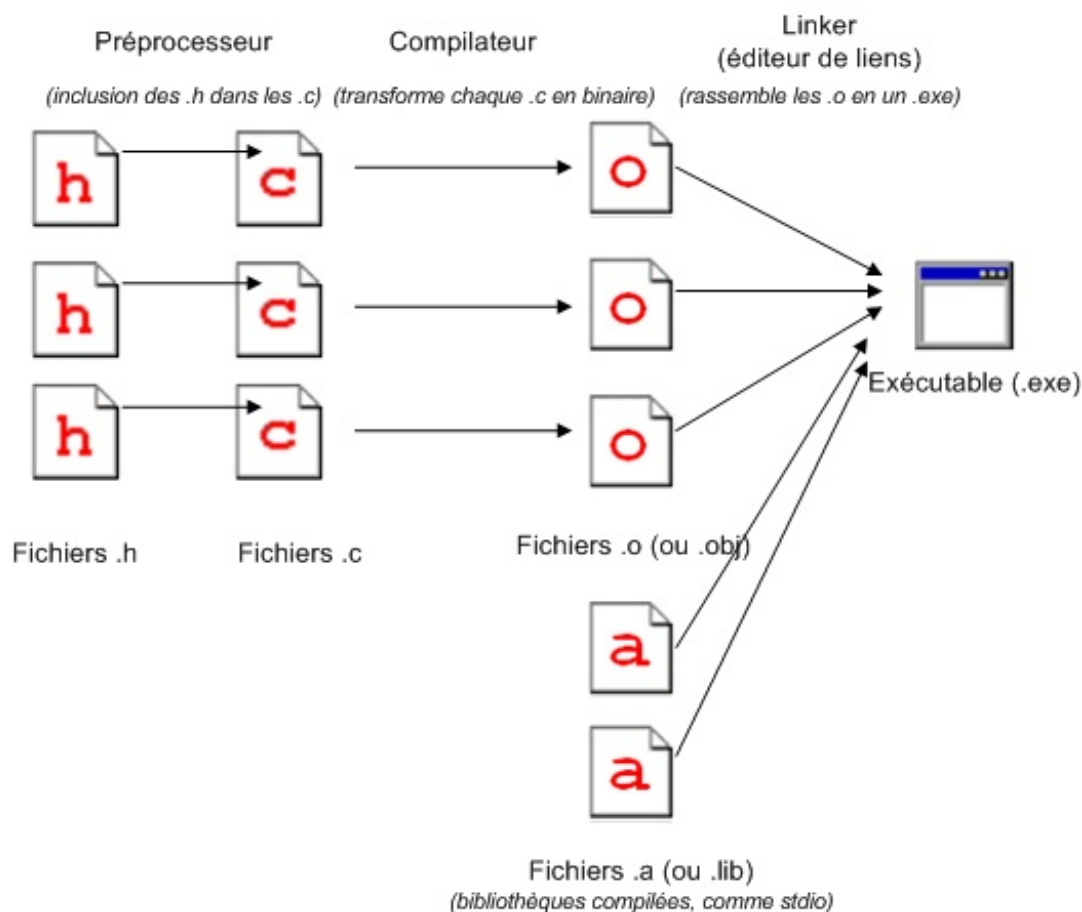 Préprocesseur
Compilateur
Linker
(éditeur de liens)
(inclusion des .h dans les .c)
(transforme chaque .c en binaire)
(rassemble les .o en un .exe)
h
c
o
h
c
o
h
c
o
Exécutable (.exe)
Fichiers .h
Fichiers .c
Fichiers .o (ou .obj)
a
a
Fichiers .a (ou .lib)
(bibliothèques compilées, comme stdio)